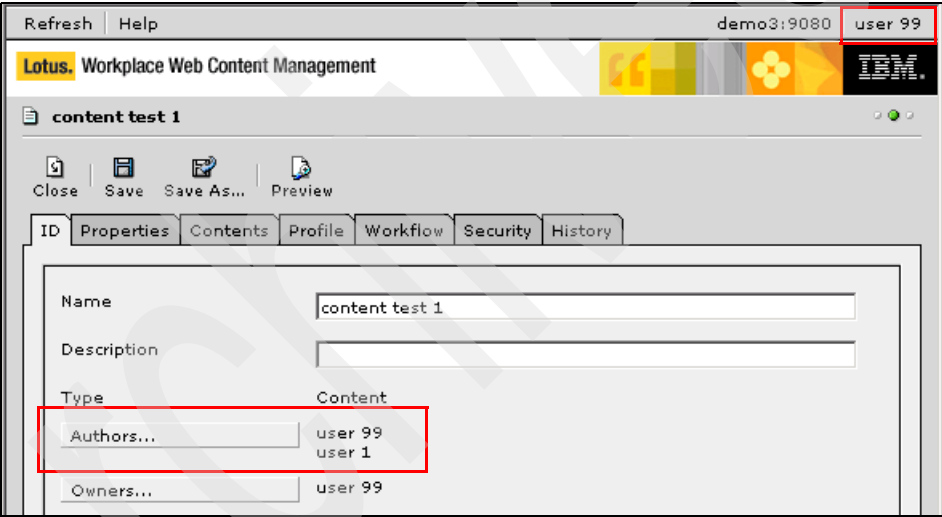 Refresh Help demo3:9080 user 99
Lotus. Workplace Web Content Management IBM.
content test 1
Close Save Save As... Preview
ID Properties Contents Profile Workflow Security History
Name content test 1
Description
Type Content
Authors... user 99
user 1
Owners... user 99